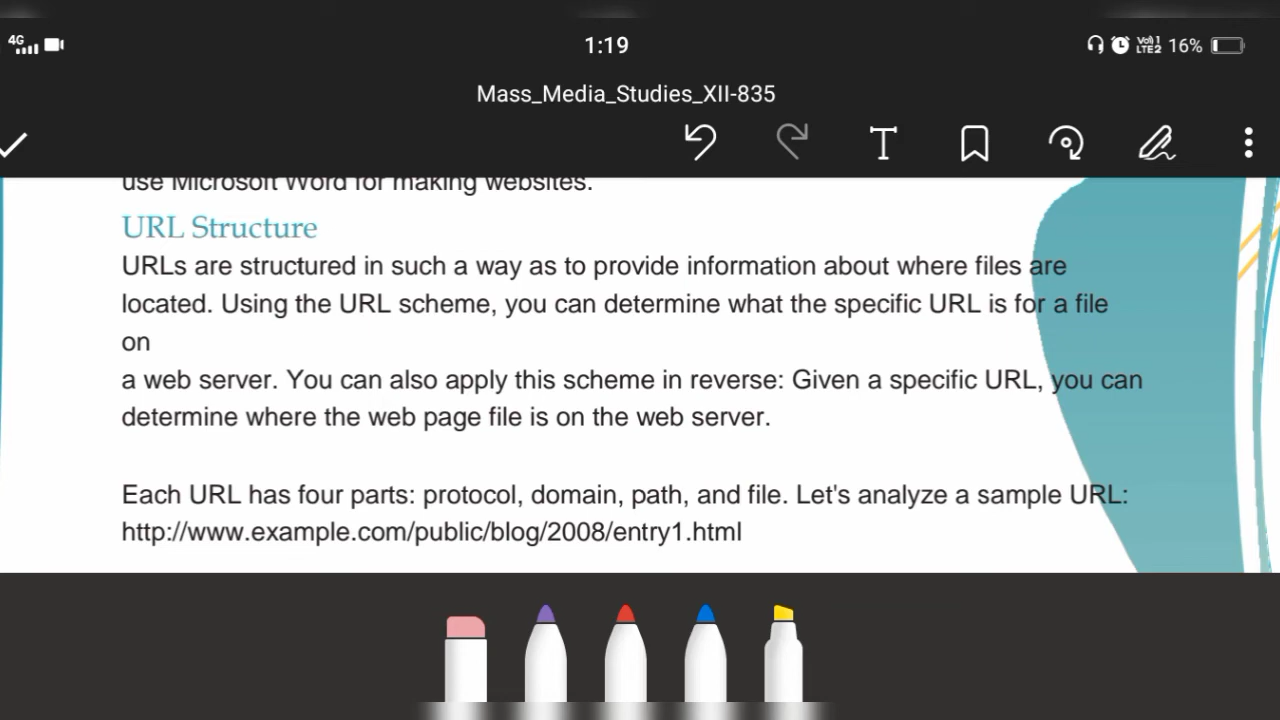 4G
1:19
Vo) 1
LTE2
16%
Mass_Media_Studies_XII-835
T
use Microsoft Word for making websites.
URL Structure
URLs are structured in such a way as to provide information about where files are
located. Using the URL scheme, you can determine what the specific URL is for a file
on
a web server. You can also apply this scheme in reverse: Given a specific URL, you can
determine where the web page file is on the web server.
Each URL has four parts: protocol, domain, path, and file. Let's analyze a sample URL:
http://www.example.com/public/blog/2008/entry1.html